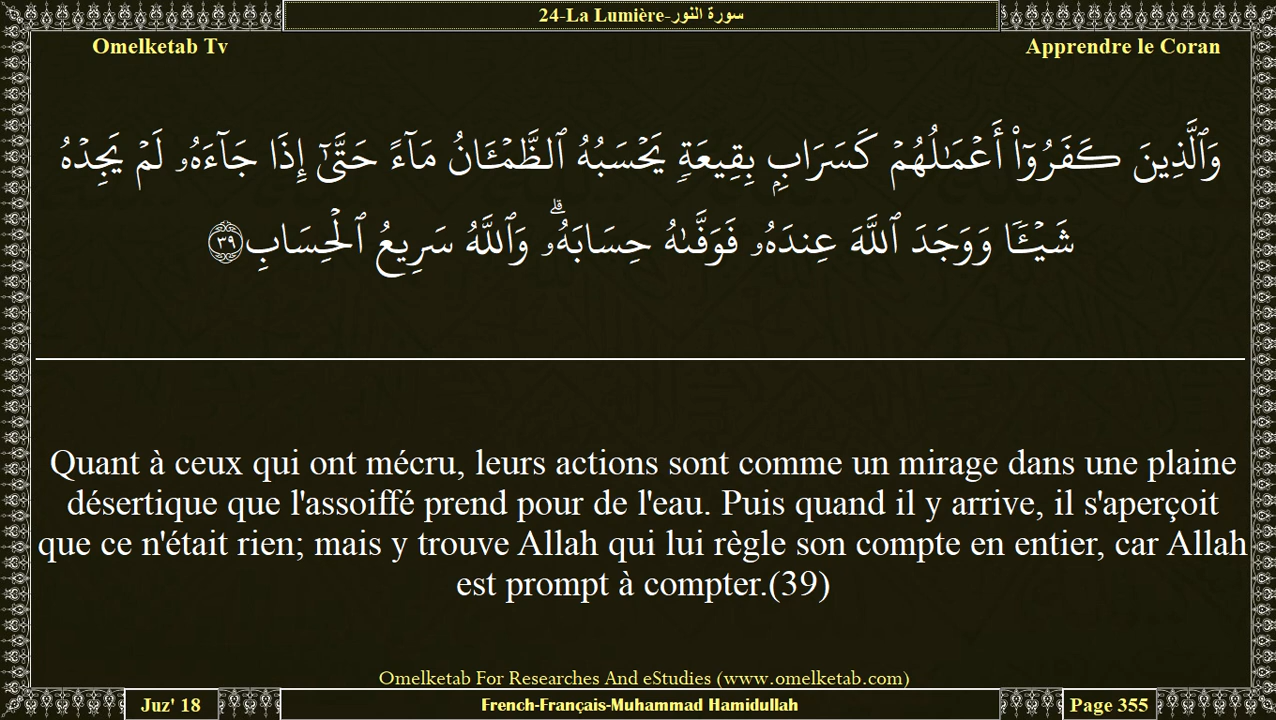 24-La Lumière-سورة النور
Omelketab Tv
Apprendre le Coran
وَٱلَّذِينَ كَفَرُوٓا۟ أَعْمَـٰلُهُمْ كَسَرَابٍۭ بِقِيعَةٍ يَحْسَبُهُ ٱلظَّمْـَٔانُ مَآءً حَتَّىٰٓ إِذَا جَآءَهُۥ لَمْ يَجِدْهُ
شَيْـًٔا وَوَجَدَ ٱللَّهَ عِندَهُۥ فَوَفَّىٰهُ حِسَابَهُۥ ۗ وَٱللَّهُ سَرِيعُ ٱلْحِسَابِ ٣٩
Quant à ceux qui ont mécru, leurs actions sont comme un mirage dans une plaine
désertique que l'assoiffé prend pour de l'eau. Puis quand il y arrive, il s'aperçoit
que ce n'était rien; mais y trouve Allah qui lui règle son compte en entier, car Allah
est prompt à compter.(39)
Omelketab For Researches And eStudies (www.omelketab.com)
Juz' 18
French-Français-Muhammad Hamidullah
Page 355